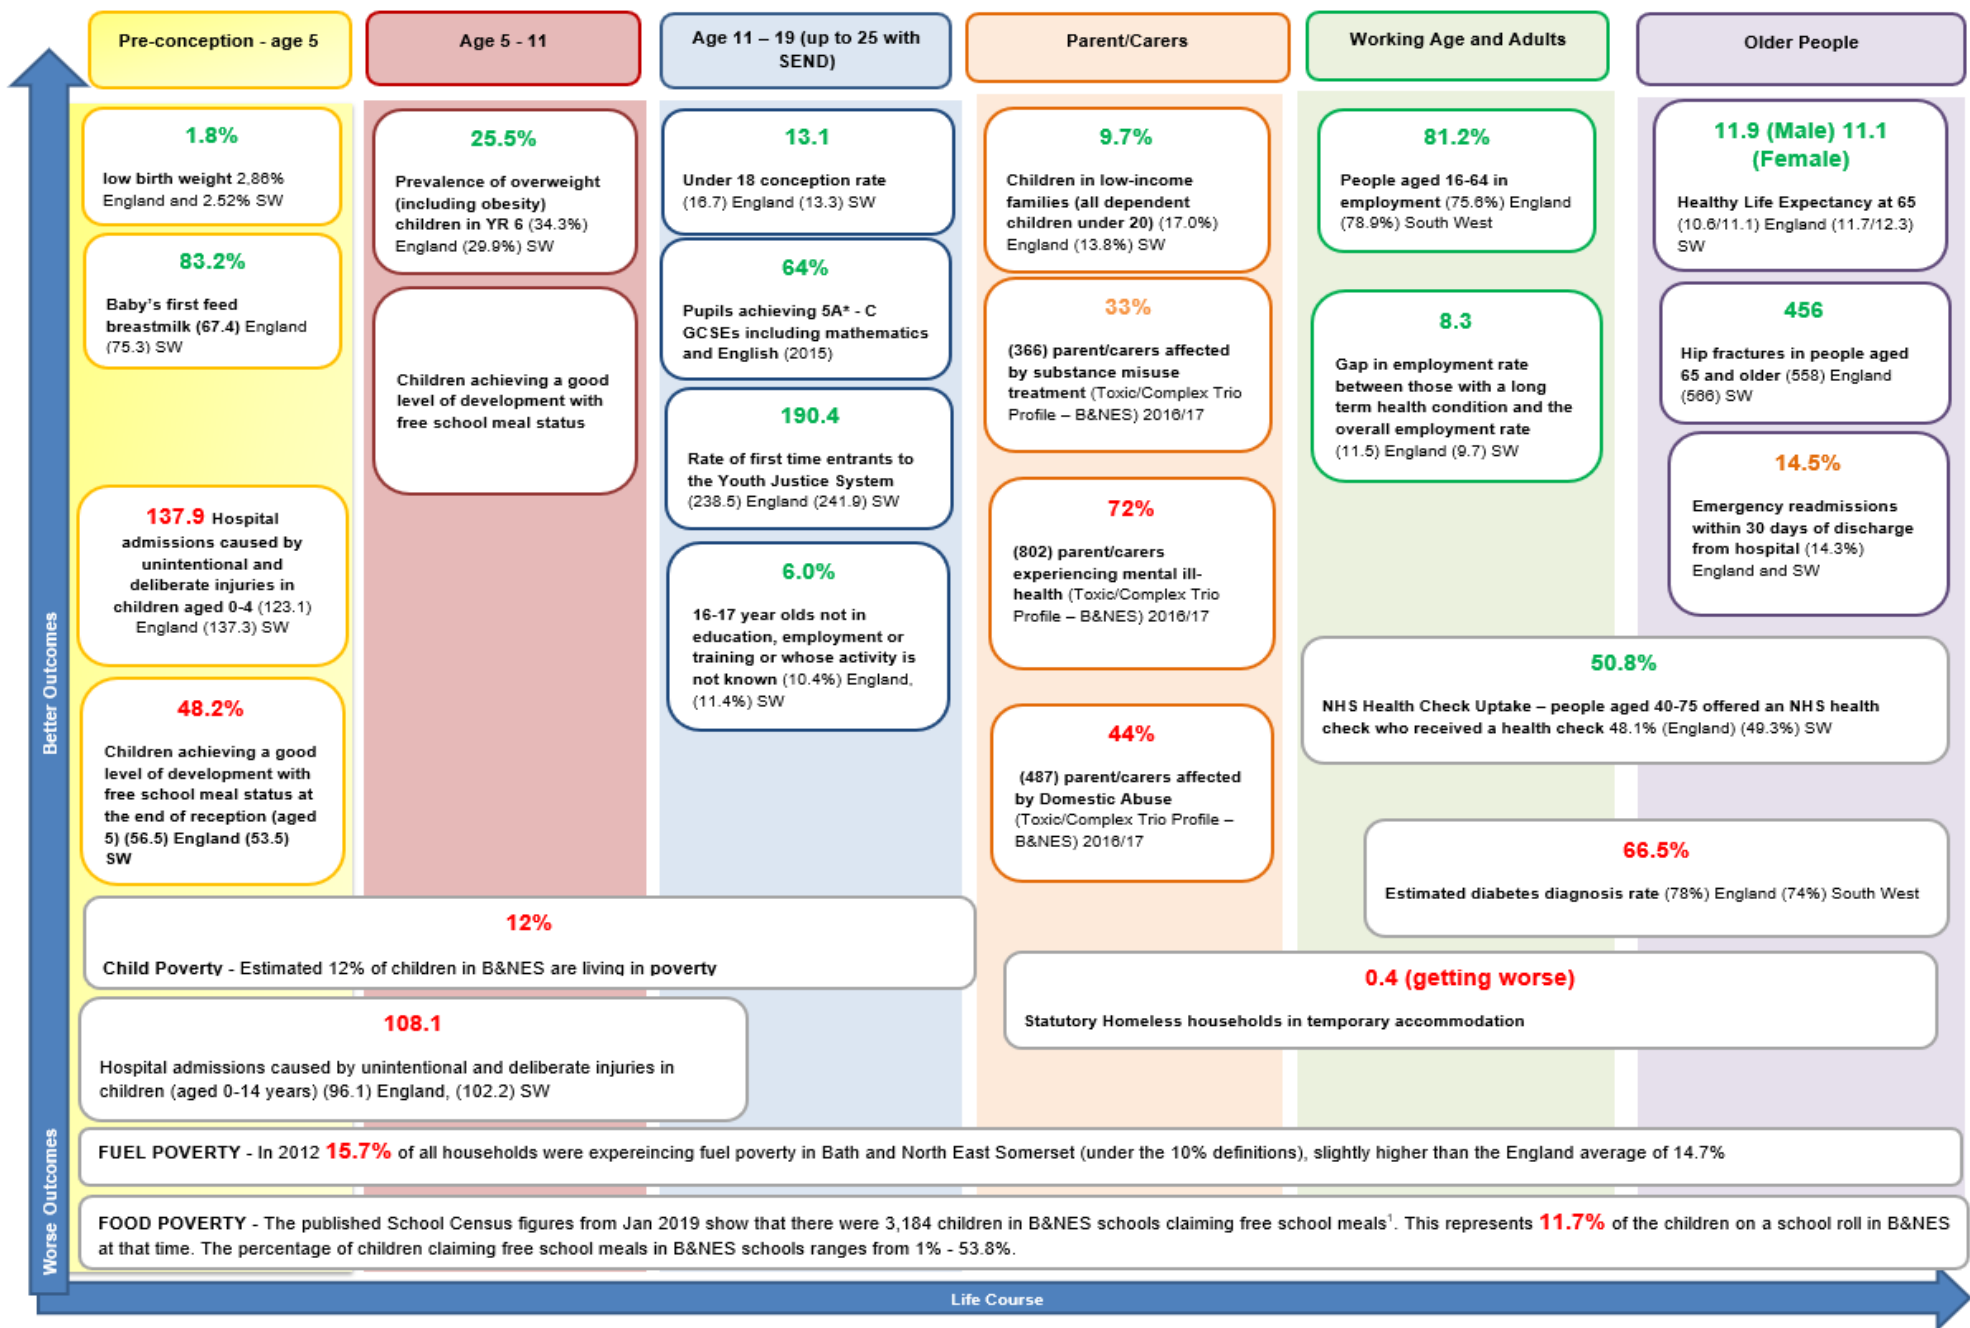 Pre-conception - age 5
Age 5 - 11
Age 11 – 19 (up to 25 with
SEND)
Parent/Carers
Working Age and Adults
Older People
Better Outcomes
Worse Outcomes
1.8%
low birth weight 2.86%
England and 2.52% SW
83.2%
Baby's first feed
breastmilk (67.4) England
(75.3) SW
137.9 Hospital
admissions caused by
unintentional and
deliberate injuries in
children aged 0-4 (123.1)
England (137.3) SW
48.2%
Children achieving a good
level of development with
free school meal status at
the end of reception (aged
5) (56.5) England (53.5)
SW
25.5%
Prevalence of overweight
(including obesity)
children in YR 6 (34.3%)
England (29.9%) SW
Children achieving a good
level of development with
free school meal status
13.1
Under 18 conception rate
(16.7) England (13.3) SW
64%
Pupils achieving 5A* - C
GCSEs including mathematics
and English (2015)
190.4
Rate of first time entrants to
the Youth Justice System
(238.5) England (241.9) SW
6.0%
16-17 year olds not in
education, employment or
training or whose activity is
not known (10.4%) England,
(11.4%) SW
9.7%
Children in low-income
families (all dependent
children under 20) (17.0%)
England (13.8%) SW
33%
(366) parent/carers affected
by substance misuse
treatment (Toxic/Complex Trio
Profile – B&NES) 2016/17
72%
(802) parent/carers
experiencing mental ill-
health (Toxic/Complex Trio
Profile – B&NES) 2016/17
44%
(487) parent/carers affected
by Domestic Abuse
(Toxic/Complex Trio Profile –
B&NES) 2016/17
81.2%
People aged 16-64 in
employment (75.6%) England
(78.9%) South West
8.3
Gap in employment rate
between those with a long
term health condition and the
overall employment rate
(11.5) England (9.7) SW
11.9 (Male) 11.1
(Female)
Healthy Life Expectancy at 65
(10.6/11.1) England (11.7/12.3)
SW
456
Hip fractures in people aged
65 and older (558) England
(566) SW
14.5%
Emergency readmissions
within 30 days of discharge
from hospital (14.3%)
England and SW
50.8%
NHS Health Check Uptake – people aged 40-75 offered an NHS health
check who received a health check 48.1% (England) (49.3%) SW
66.5%
Estimated diabetes diagnosis rate (78%) England (74%) South West
12%
Child Poverty - Estimated 12% of children in B&NES are living in poverty
0.4 (getting worse)
Statutory Homeless households in temporary accommodation
108.1
Hospital admissions caused by unintentional and deliberate injuries in
children (aged 0-14 years) (96.1) England, (102.2) SW
FUEL POVERTY - In 2012 15.7% of all households were expereincing fuel poverty in Bath and North East Somerset (under the 10% definitions), slightly higher than the England average of 14.7%
FOOD POVERTY - The published School Census figures from Jan 2019 show that there were 3,184 children in B&NES schools claiming free school meals¹. This represents 11.7% of the children on a school roll in B&NES
at that time. The percentage of children claiming free school meals in B&NES schools ranges from 1% - 53.8%.
Life Course